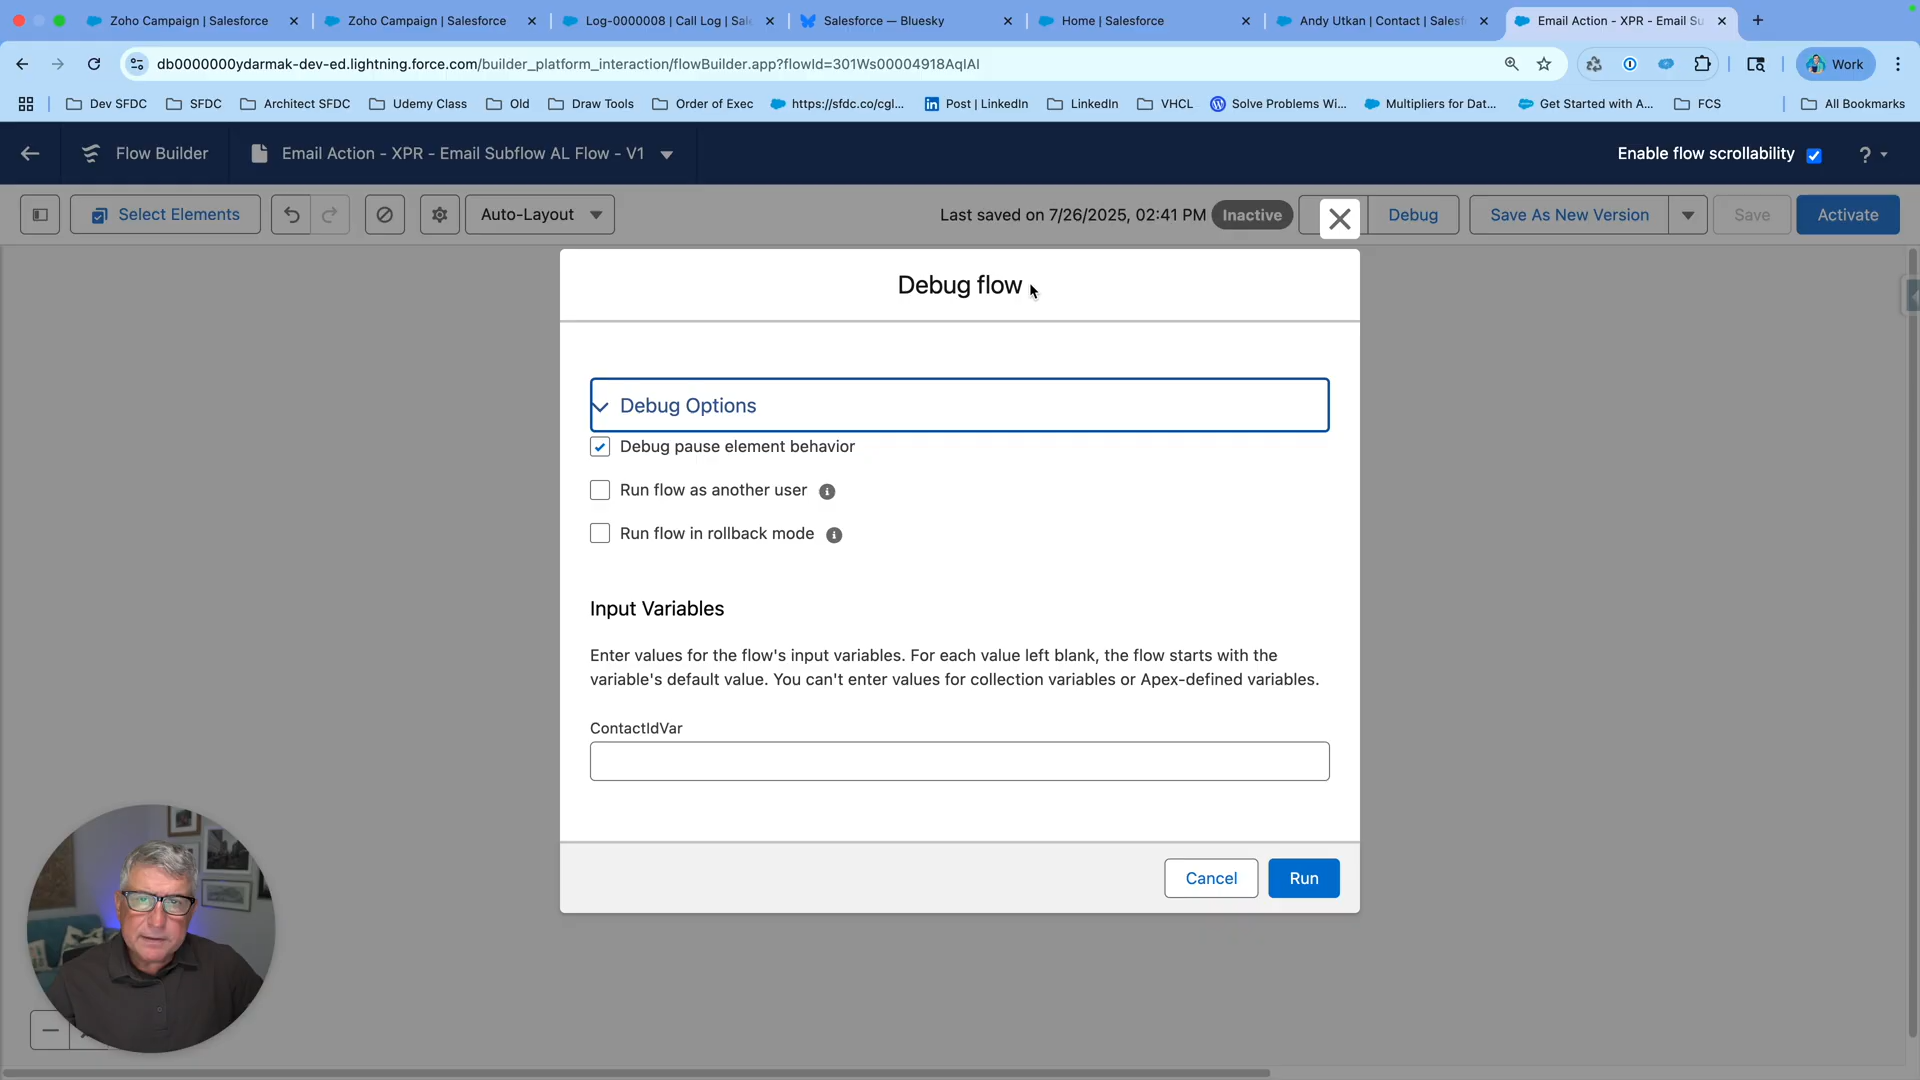 Zoho Campaign | Salesforce
Zoho Campaign | Salesforce
Log-0000008 | Call Log | Sal
Salesforce — Bluesky
Home | Salesforce
Andy Utkan | Contact | Salesf
Email Action - XPR - Email Su
db0000000ydarmak-dev-ed.lightning.force.com/builder_platform_interaction/flowBuilder.app?flowId=301Ws00004918AqIAI
Work
Dev SFDC
SFDC
Architect SFDC
Udemy Class
Old
Draw Tools
Order of Exec
https://sfdc.co/cgl...
Post | LinkedIn
LinkedIn
VHCL
Solve Problems Wi...
Multipliers for Dat...
Get Started with A...
FCS
All Bookmarks
Flow Builder
Email Action - XPR - Email Subflow AL Flow - V1
Enable flow scrollability
?
Select Elements
Auto-Layout
Last saved on 7/26/2025, 02:41 PM
Inactive
Debug
Save As New Version
Save
Activate
Debug flow
Debug Options
Debug pause element behavior
Run flow as another user
Run flow in rollback mode
Input Variables
Enter values for the flow's input variables. For each value left blank, the flow starts with the
variable's default value. You can't enter values for collection variables or Apex-defined variables.
ContactIdVar
Cancel
Run